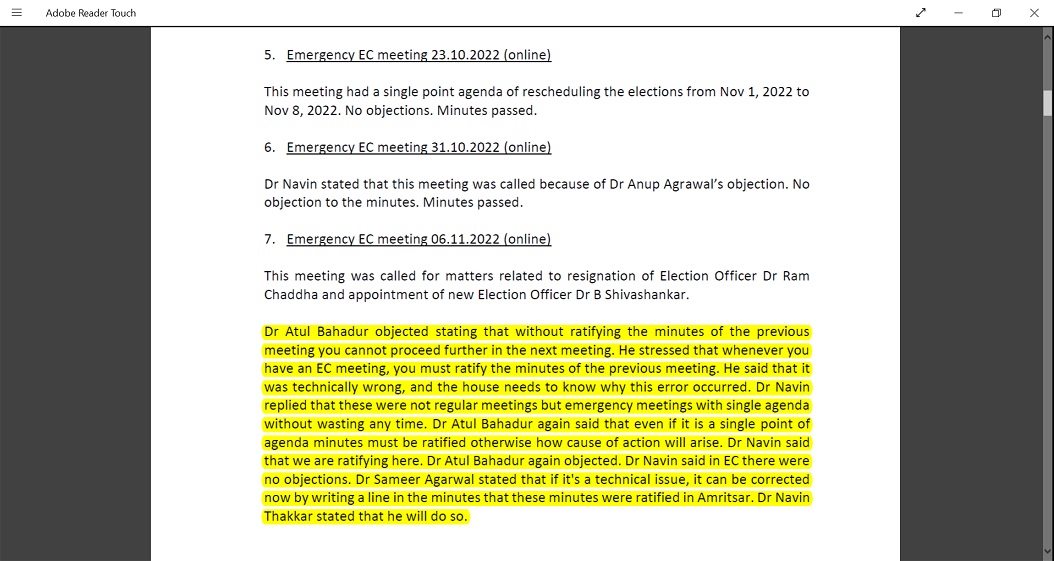 Adobe Reader Touch
5. Emergency EC meeting 23.10.2022 (online)
This meeting had a single point agenda of rescheduling the elections from Nov 1, 2022 to
Nov 8, 2022. No objections. Minutes passed.
6. Emergency EC meeting 31.10.2022 (online)
Dr Navin stated that this meeting was called because of Dr Anup Agrawal’s objection. No
objection to the minutes. Minutes passed.
7. Emergency EC meeting 06.11.2022 (online)
This meeting was called for matters related to resignation of Election Officer Dr Ram
Chaddha and appointment of new Election Officer Dr B Shivashankar.
Dr Atul Bahadur objected stating that without ratifying the minutes of the previous
meeting you cannot proceed further in the next meeting. He stressed that whenever you
have an EC meeting, you must ratify the minutes of the previous meeting. He said that it
was technically wrong, and the house needs to know why this error occurred. Dr Navin
replied that these were not regular meetings but emergency meetings with single agenda
without wasting any time. Dr Atul Bahadur again said that even if it is a single point of
agenda minutes must be ratified otherwise how cause of action will arise. Dr Navin said
that we are ratifying here. Dr Atul Bahadur again objected. Dr Navin said in EC there were
no objections. Dr Sameer Agarwal stated that if it's a technical issue, it can be corrected
now by writing a line in the minutes that these minutes were ratified in Amritsar. Dr Navin
Thakkar stated that he will do so.